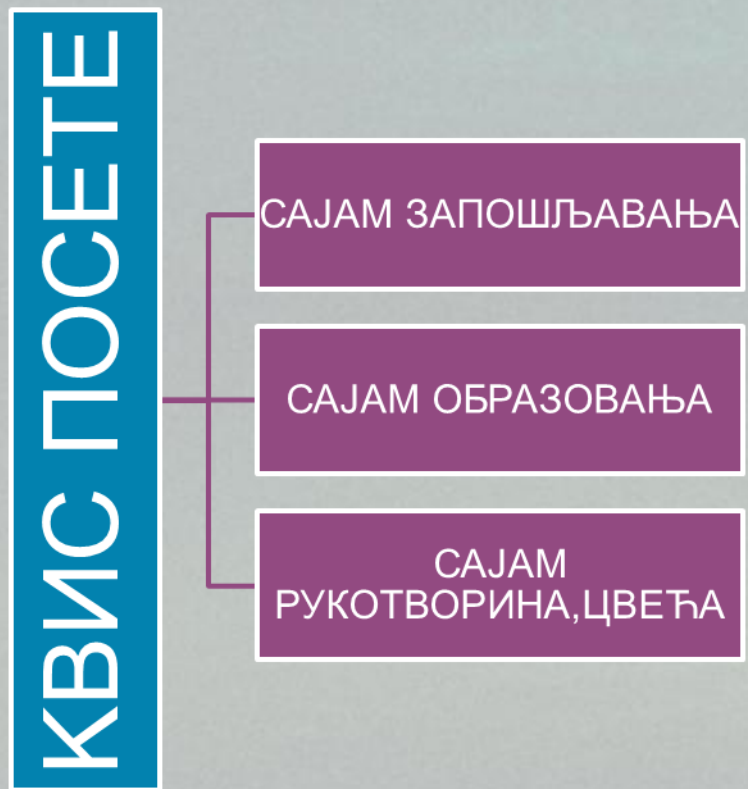 КВИС ПОСЕТЕ
САЈАМ ЗАПОШЉАВАЊА
САЈАМ ОБРАЗОВАЊА
САЈАМ
РУКОТВОРИНА,ЦВЕЋА